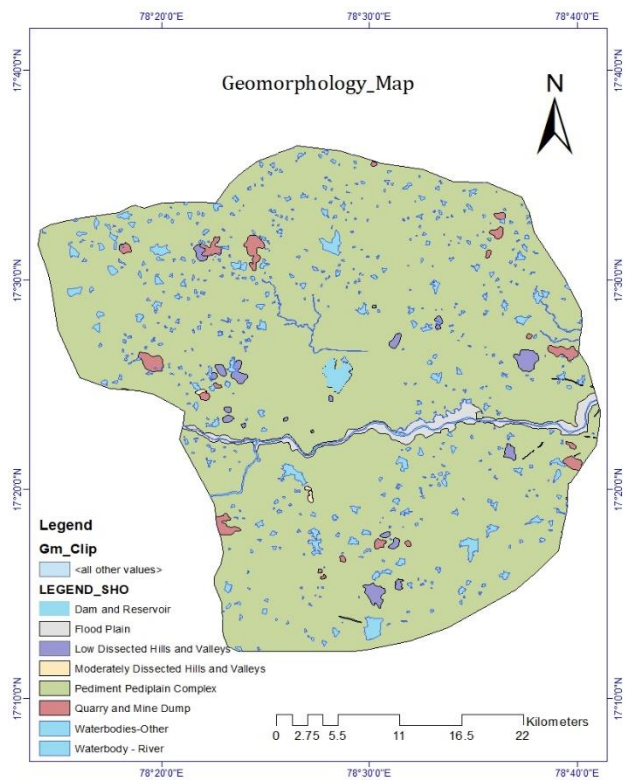 78°20'0"E 78°30'0"E 78°40'0"E
17°40'0"N 17°40'0"N
Geomorphology_Map
N
17°30'0"N 17°30'0"N
17°20'0"N 17°20'0"N
Legend
Gm_Clip
<all other values>
LEGEND_SHO
Dam and Reservoir
Flood Plain
Low Dissected Hills and Valleys
Moderately Dissected Hills and Valleys
Pediment Pediplain Complex
Quarry and Mine Dump
Waterbodies-Other
Waterbody - River
17°10'0"N 17°10'0"N
Kilometers
0 2.75 5.5 11 16.5 22
78°20'0"E 78°30'0"E 78°40'0"E